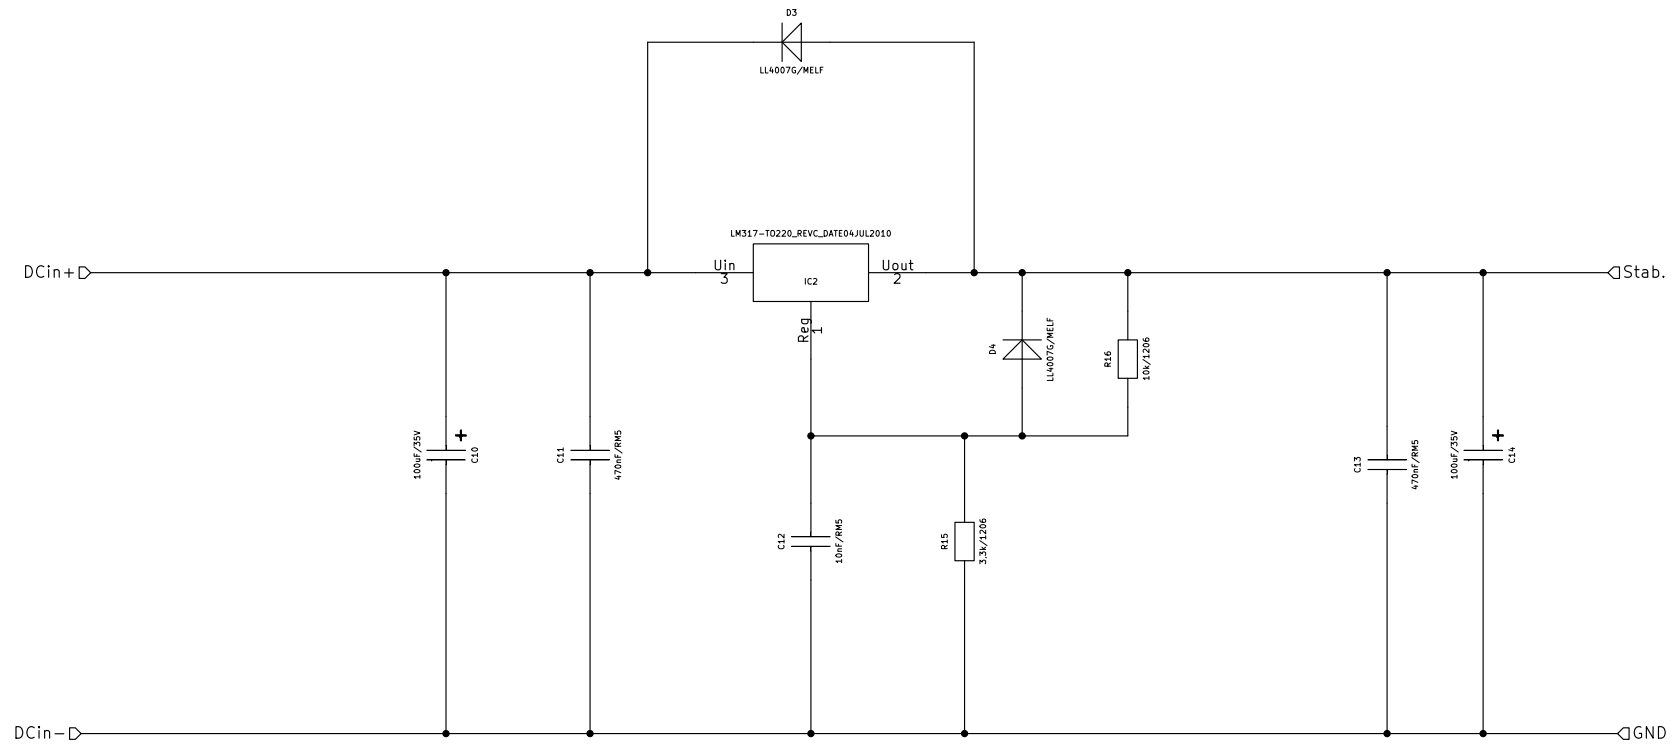 D3
LL4007G/MELF
LM317-TO220_REVC_DATE04JUL2010
DCin+
Uin
3
IC2
Uout
2
Stab.
Reg
1
D4
LL4007G/MELF
R16
10k/1206
100uF/35V
+
C10
C11
470nF/RM5
C13
470nF/RM5
100uF/35V
+
C14
C12
10nF/RM5
R15
3.3k/1206
DCin-
GND